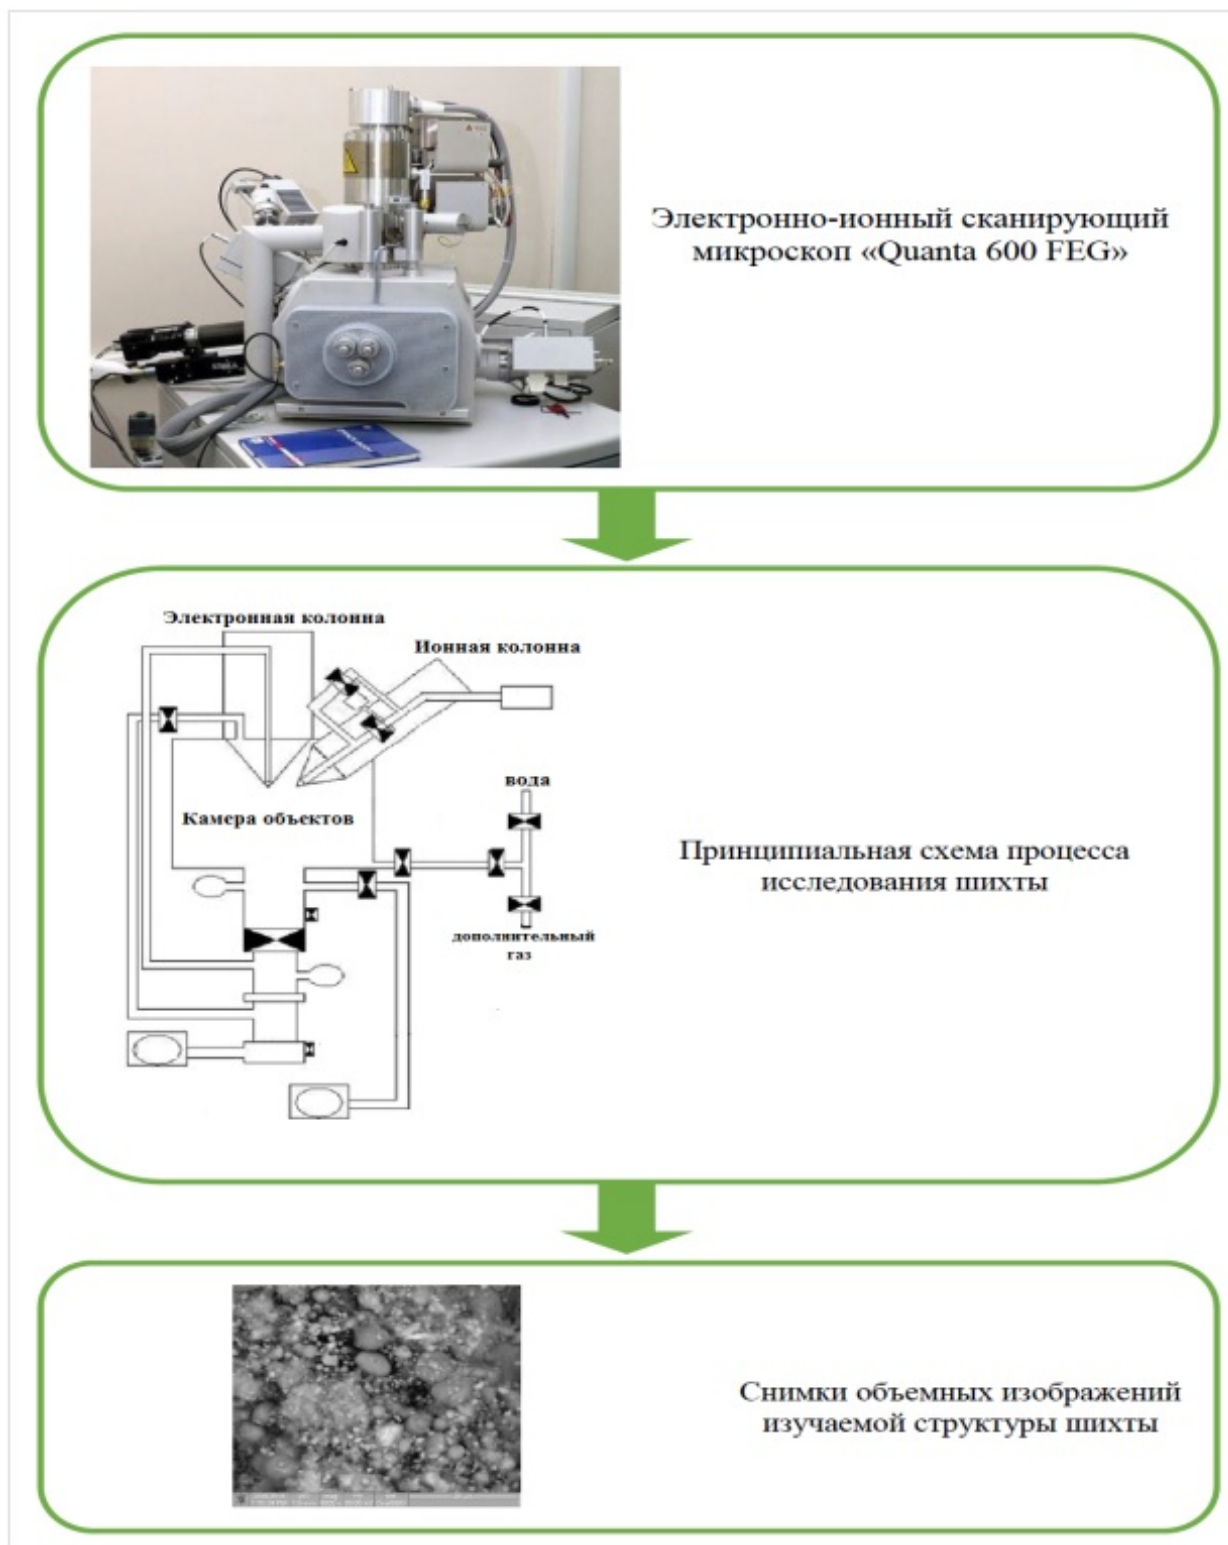 Электронно-ионный сканирующий
микроскоп «Quanta 600 FEG»
Электронная колонна
Ионная колонна
вода
Камера объектов
дополнительный
газ
Принципиальная схема процесса
исследования шихты
Снимки объемных изображений
изучаемой структуры шихты